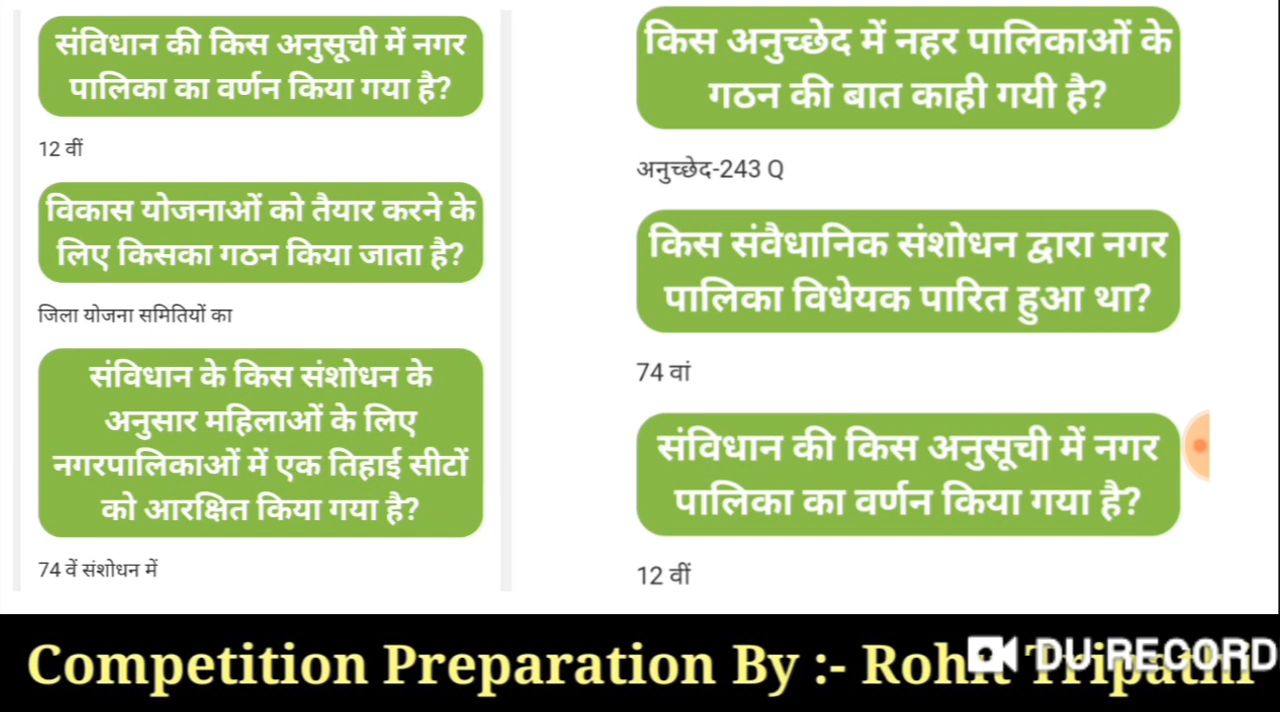 संविधान की किस अनुसूची में नगर
पालिका का वर्णन किया गया है?
12 वीं
विकास योजनाओं को तैयार करने के
लिए किसका गठन किया जाता है?
जिला योजना समितियों का
संविधान के किस संशोधन के
अनुसार महिलाओं के लिए
नगरपालिकाओं में एक तिहाई सीटों
को आरक्षित किया गया है?
74 वें संशोधन में
किस अनुच्छेद में नहर पालिकाओं के
गठन की बात काही गयी है?
अनुच्छेद-243 Q
किस संवैधानिक संशोधन द्वारा नगर
पालिका विधेयक पारित हुआ था?
74 वां
संविधान की किस अनुसूची में नगर
पालिका का वर्णन किया गया है?
12 वीं
Competition Preparation By :- Rohit Tripathi
DU RECORD